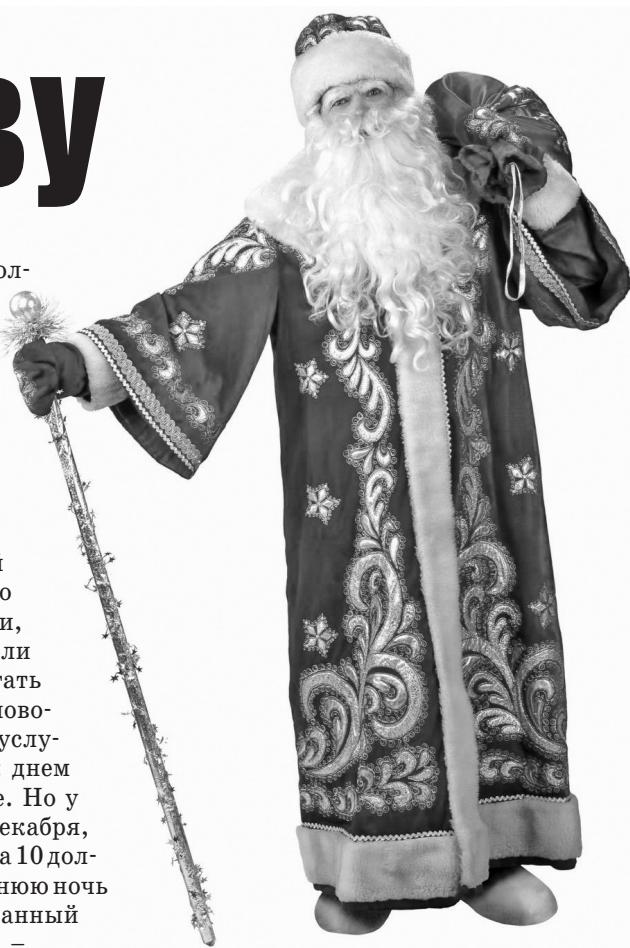 ву
ол-
и,
ли
тать
ново-
услу-
днем
е. Но у
екабря,
а 10 дол-
нюю ночь
анный
–